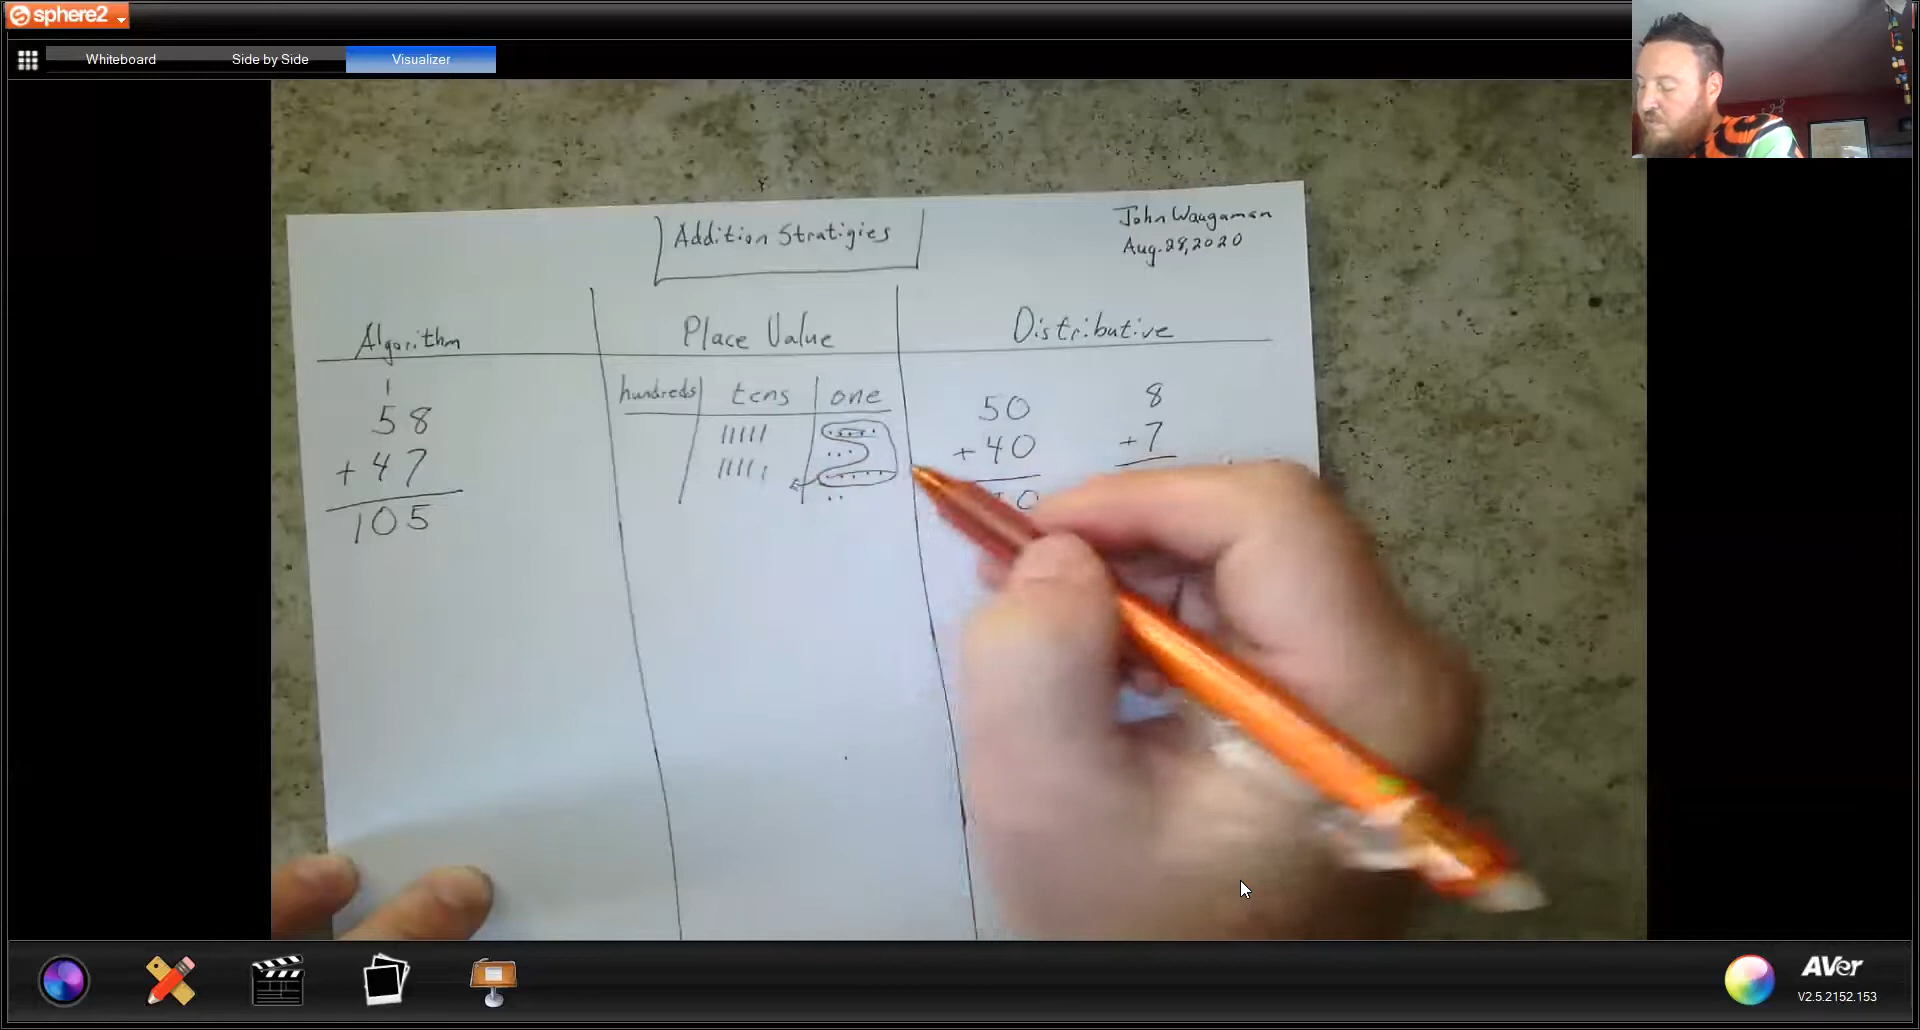 sphere2
Whiteboard Side by Side Visualizer
Addition Stratigies
John Waugaman
Aug. 28, 2020
Algorithm
Place Value
Distributive
1
58
+ 47
105
hundreds tens one
50
+ 40
0
8
+ 7
AVer
V2.5.2152.153